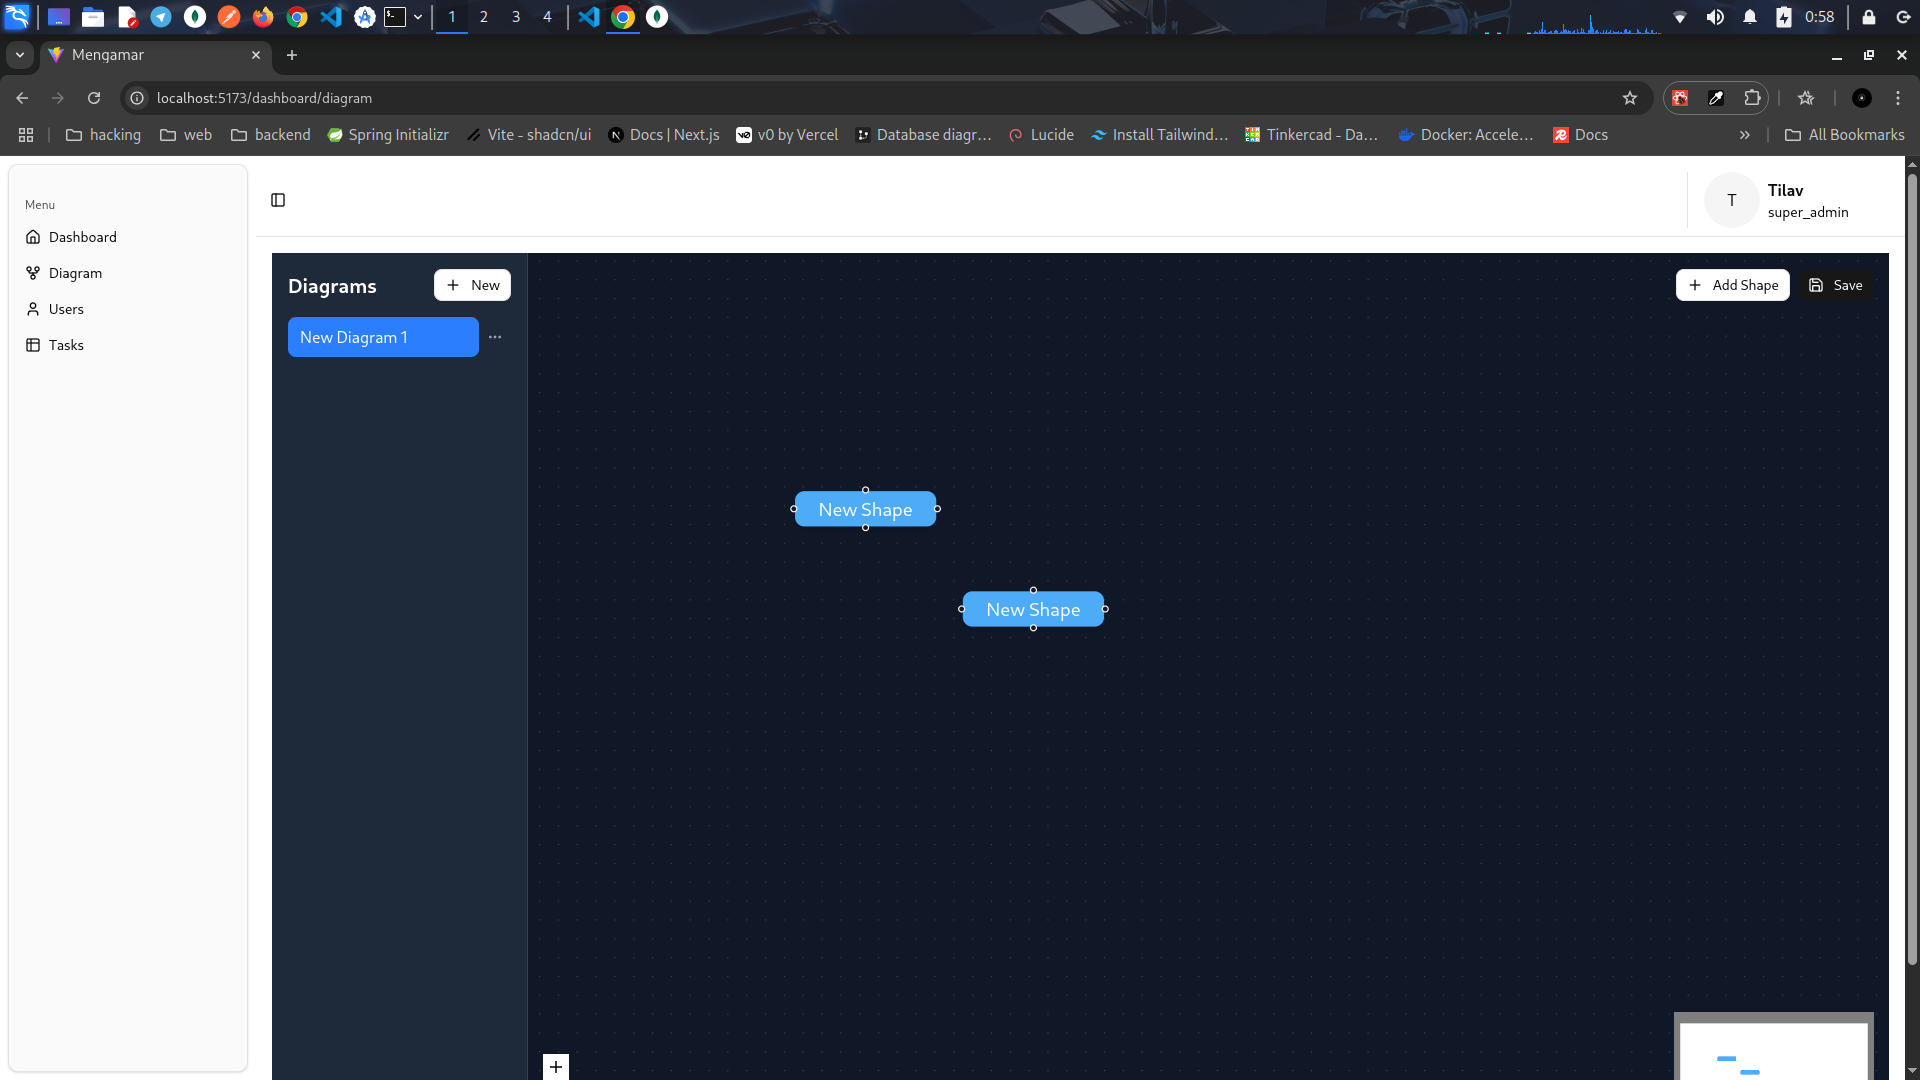 1 2 3 4 0:58
Mengamar
localhost:5173/dashboard/diagram
hacking web backend Spring Initializr Vite - shadcn/ui Docs | Next.js v0 by Vercel Database diagr… Lucide Install Tailwind… Tinkercad - Da… Docker: Accele… Docs » All Bookmarks
Menu
Dashboard
Diagram
Users
Tasks
T
Tilav
super_admin
Diagrams
New
New Diagram 1
Add Shape
Save
New Shape
New Shape